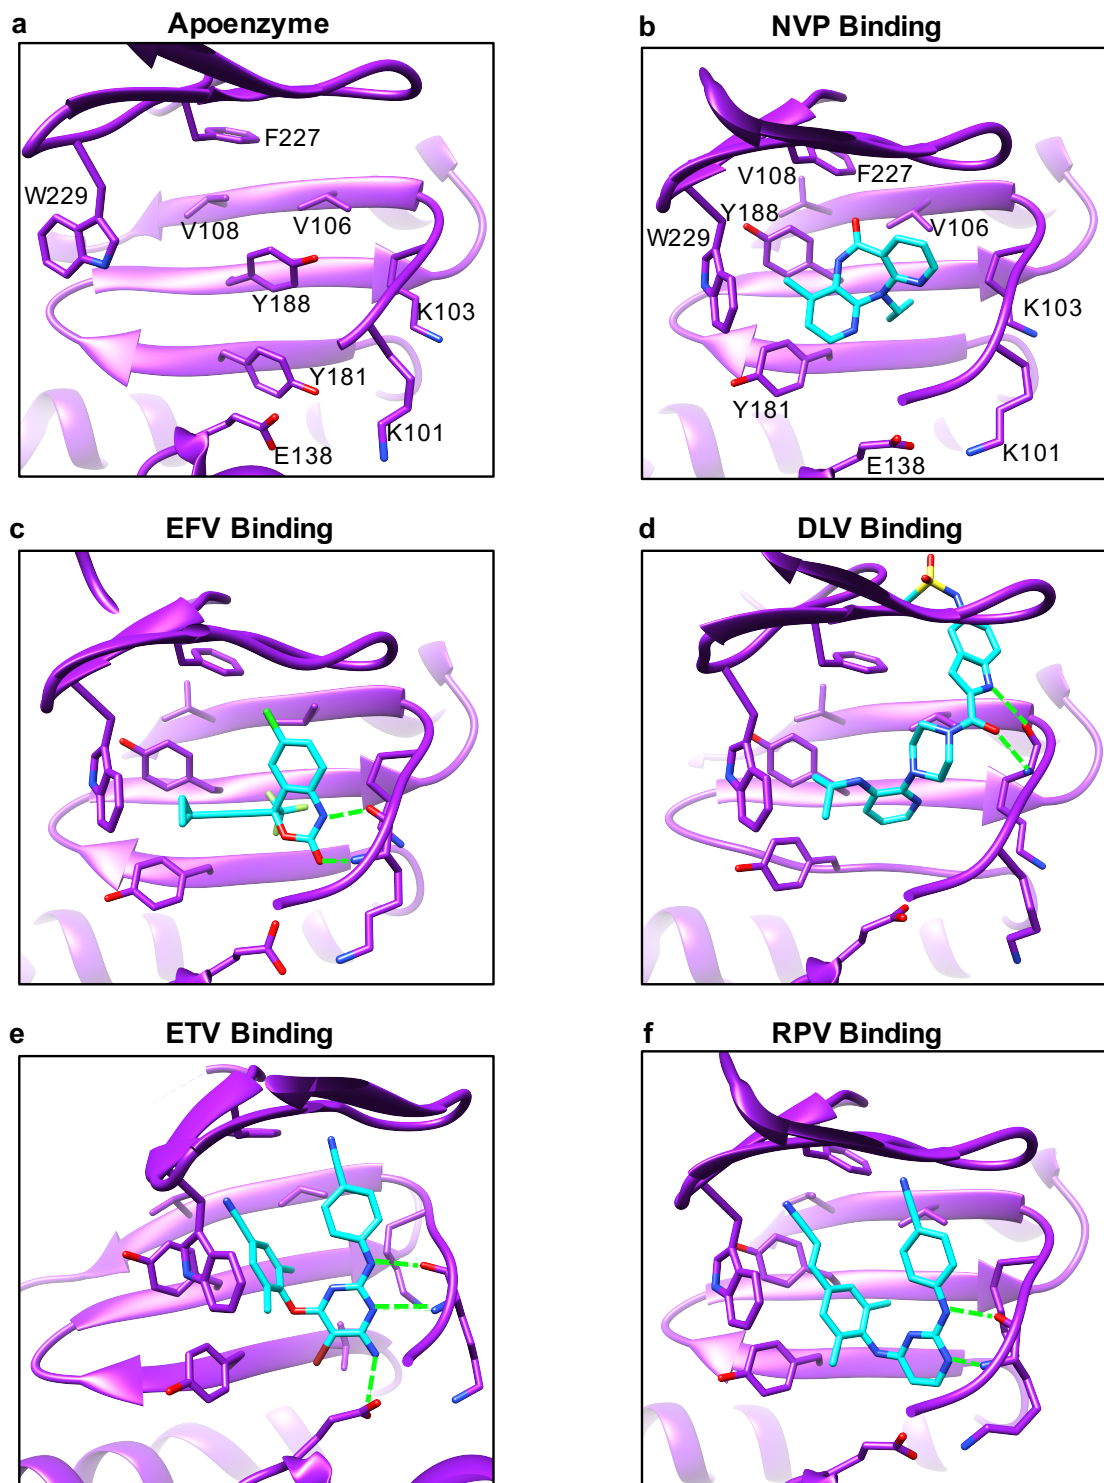 a Apoenzyme
F227
W229
V108 V106
Y188
K103
Y181
K101
E138
b NVP Binding
V108 F227
Y188
V106
W229
K103
Y181
K101
E138
c EFV Binding
d DLV Binding
e ETV Binding
f RPV Binding